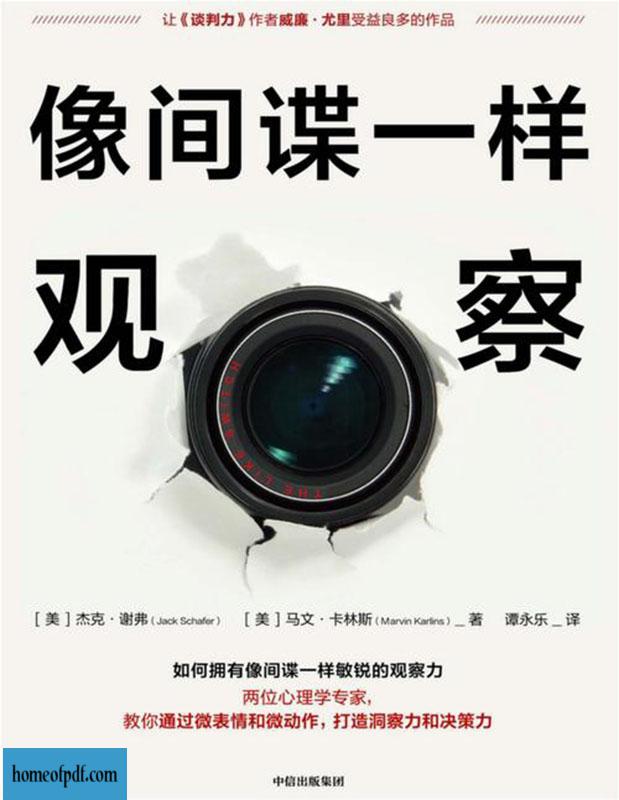 让《谈判力》作者威廉·尤里受益良多的作品
像间谍一样
观察
THE LIKE SWITCH
[美]杰克·谢弗(Jack Schafer) [美]马文·卡林斯(Marvin Karlins)_著 谭永乐_译
如何拥有像间谍一样敏锐的观察力
两位心理学专家,
教你通过微表情和微动作,打造洞察力和决策力
homeofpdf.com
中信出版集团